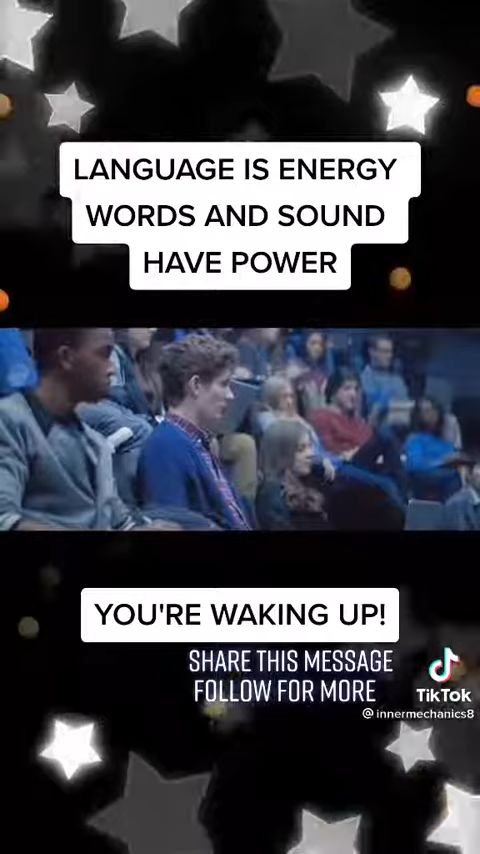 LANGUAGE IS ENERGY
WORDS AND SOUND
HAVE POWER
YOU'RE WAKING UP!
SHARE THIS MESSAGE
FOLLOW FOR MORE
TikTok
@innermechanics8